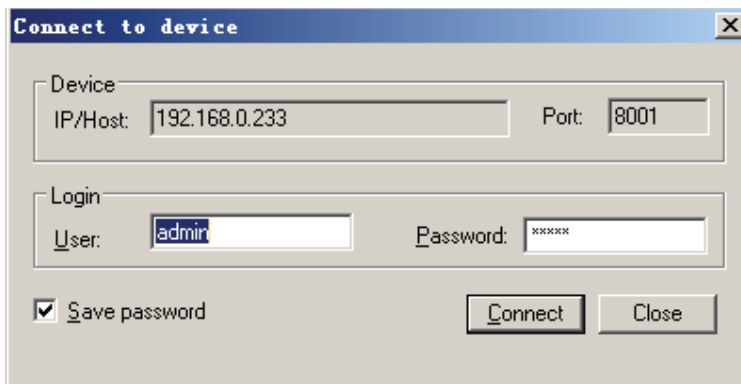 Connect to device
Device
IP/Host: 192.168.0.233 Port: 8001
Login
User: admin Password: *****
Save password Connect Close